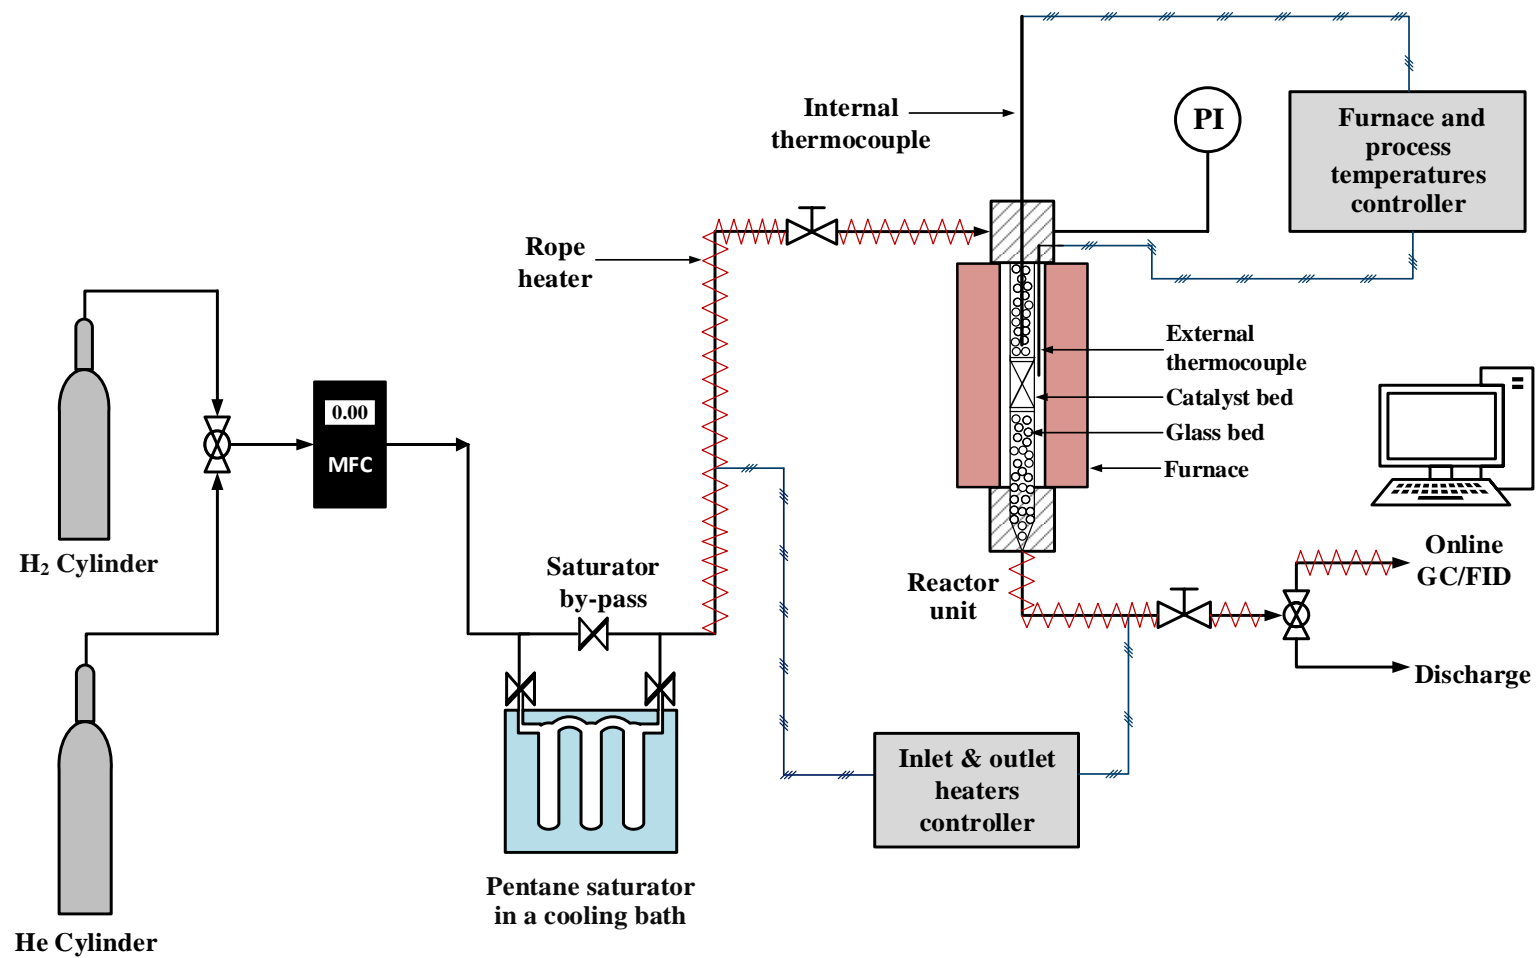 Internal
thermocouple
PI
Furnace and
process
temperatures
controller
Rope
heater
External
thermocouple
Catalyst bed
Glass bed
Furnace
0.00
MFC
H₂ Cylinder
Saturator
by-pass
Reactor
unit
Online
GC/FID
Discharge
Inlet & outlet
heaters
controller
Pentane saturator
in a cooling bath
He Cylinder